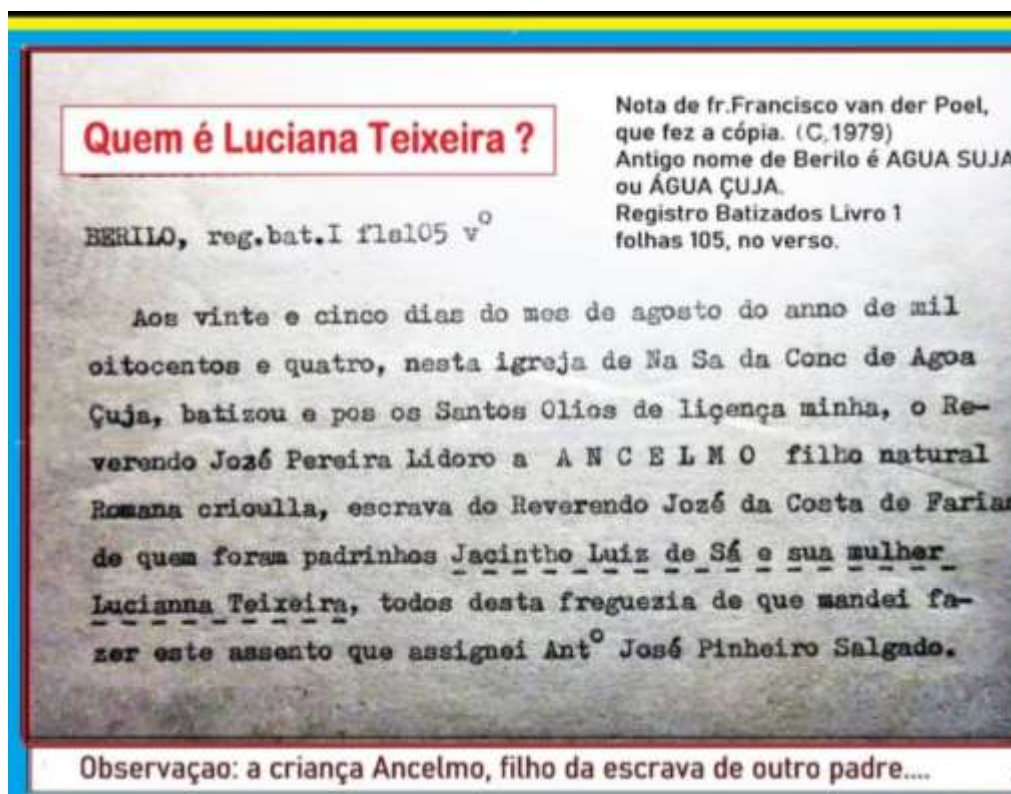 Quem é Luciana Teixeira ?
Nota de fr.Francisco van der Poel,
que fez a cópia. (C,1979)
Antigo nome de Berilo é AGUA SUJA
ou ÁGUA ÇUJA.
Registro Batizados Livro 1
folhas 105, no verso.
BERILO, reg.bat.I fls105 vº
Aos vinte e cinco dias do mes de agosto do anno de mil
oitocentos e quatro, nesta igreja de Na Sa da Conc de Agoa
Çuja, batizou e pos os Santos Olios de liçença minha, o Re-
verendo Jozé Pereira Lidoro a A N C E L M O filho natural
Romana crioulla, escrava do Reverendo Jozé da Costa de Farias
de quem foram padrinhos Jacintho Luiz de Sá e sua mulher
Lucianna Teixeira, todos desta freguezia de que mandei fa-
zer este assento que assignei Antº José Pinheiro Salgado.
Observaçao: a criança Ancelmo, filho da escrava de outro padre....